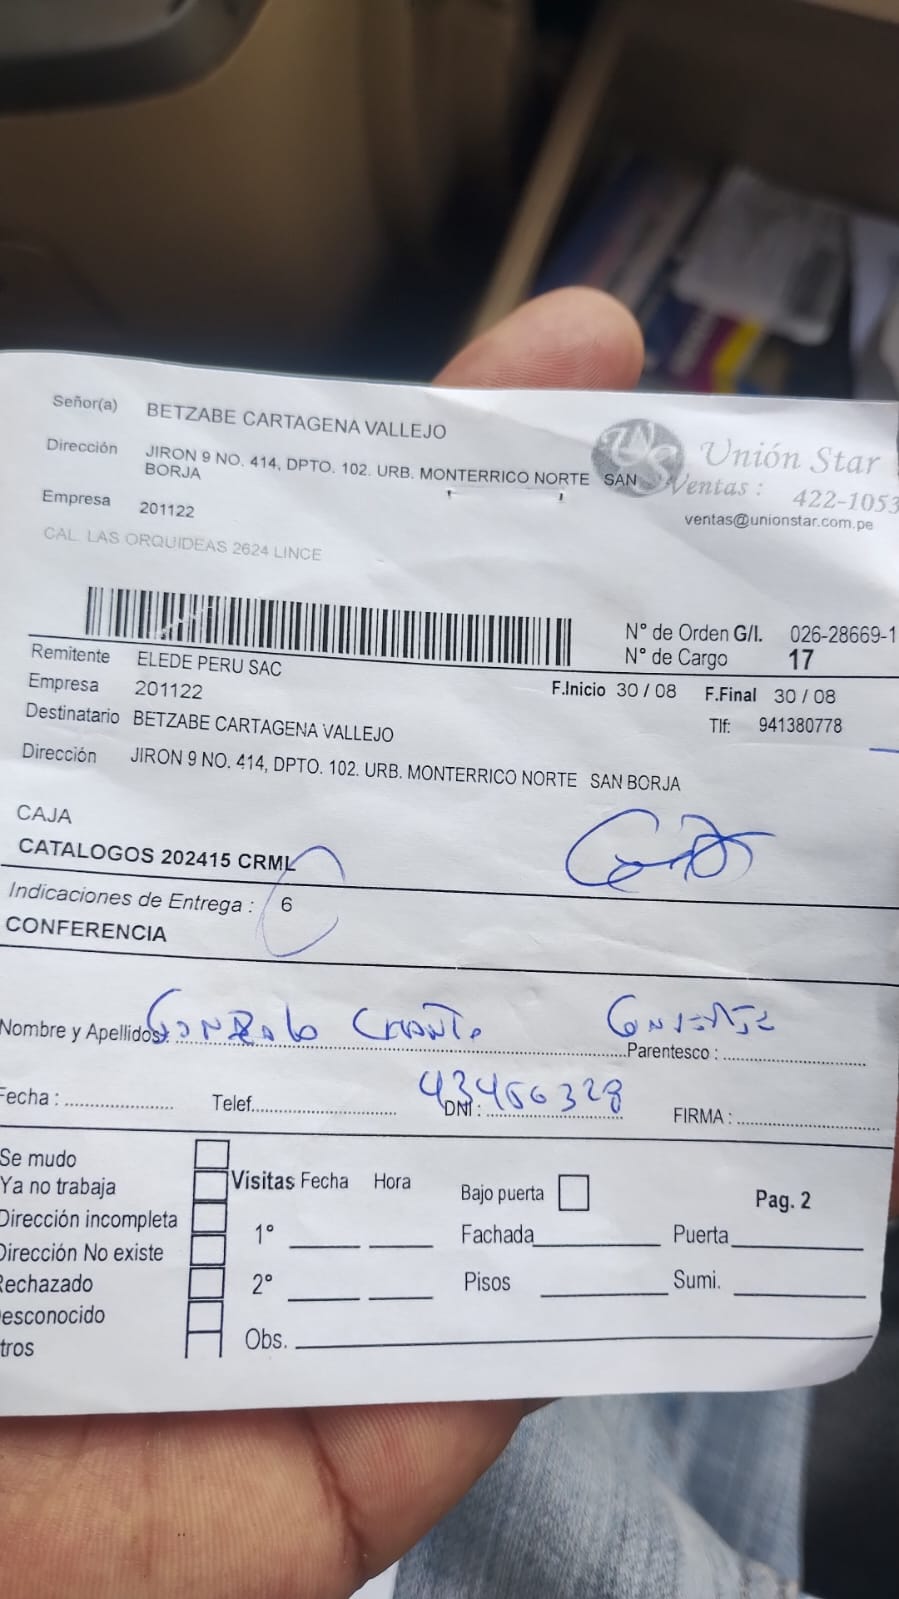 Señor(a) BETZABE CARTAGENA VALLEJO
Dirección JIRON 9 NO. 414, DPTO. 102. URB. MONTERRICO NORTE SAN
BORJA
Empresa 201122
CAL. LAS ORQUIDEAS 2624 LINCE
Unión Star
Ventas : 422-1053
ventas@unionstar.com.pe
N° de Orden G/I. 026-28669-1
N° de Cargo 17
Remitente ELEDE PERU SAC
Empresa 201122
F.Inicio 30 / 08 F.Final 30 / 08
Destinatario BETZABE CARTAGENA VALLEJO
Tlf: 941380778
Dirección JIRON 9 NO. 414, DPTO. 102. URB. MONTERRICO NORTE SAN BORJA
CAJA
CATALOGOS 202415 CRML
Indicaciones de Entrega : 6
CONFERENCIA
Nombre y Apellidos: GONZALO Parentesco :
Fecha : Telef. DNI : 43466328 FIRMA :
Se mudo
Ya no trabaja
Dirección incompleta
Dirección No existe
Rechazado
esconocido
tros
Visitas Fecha Hora
1°
2°
Obs.
Bajo puerta
Fachada Puerta
Pisos Sumi.
Pag. 2